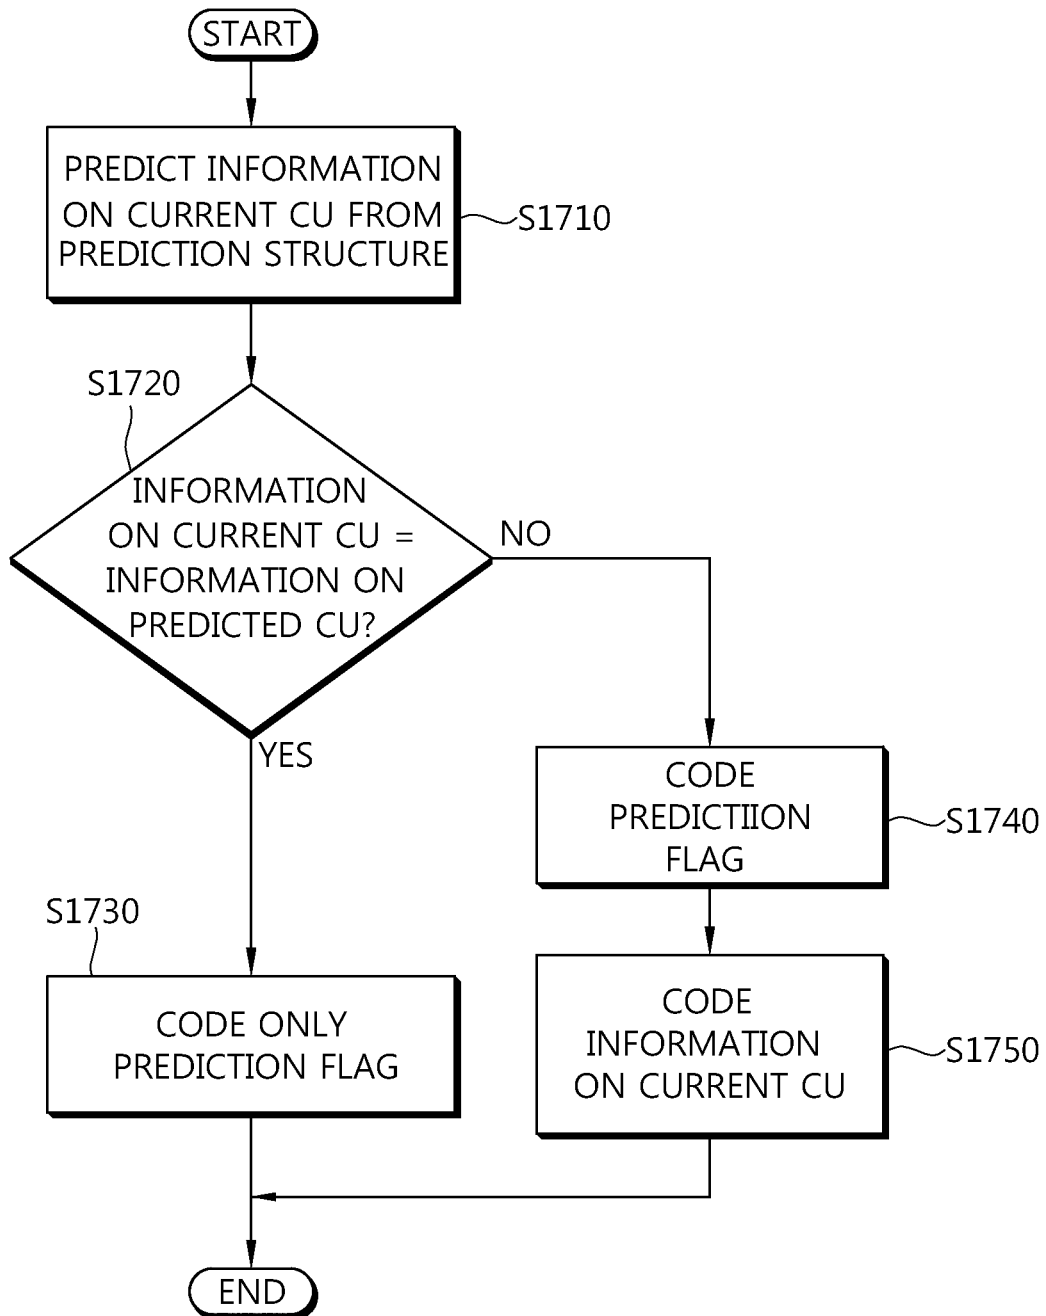 START
PREDICT INFORMATION
ON CURRENT CU FROM
PREDICTION STRUCTURE
S1710
S1720
INFORMATION
ON CURRENT CU =
INFORMATION ON
PREDICTED CU?
NO
YES
CODE
PREDICTIION
FLAG
S1740
S1730
CODE ONLY
PREDICTION FLAG
CODE
INFORMATION
ON CURRENT CU
S1750
END